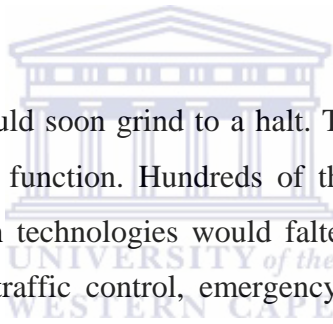 uld soon grind to a halt. T
function. Hundreds of th
technologies would falte
UNIVERSITY of the
traffic control, emergency
WESTERN CAPE